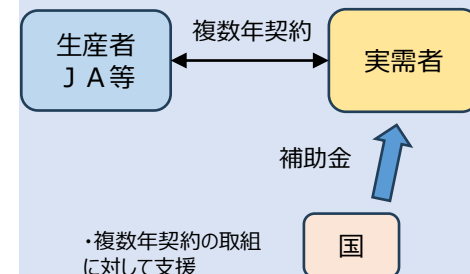 生産者
ＪＡ等
複数年契約
実需者
補助金
・複数年契約の取組
に対して支援
国